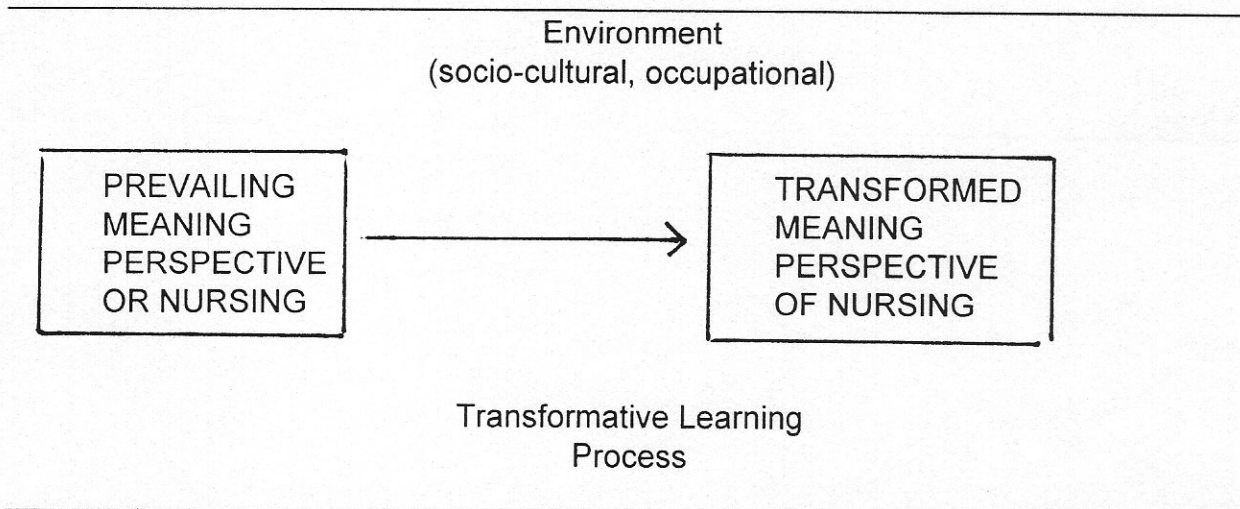 Environment
(socio-cultural, occupational)
PREVAILING
MEANING
PERSPECTIVE
OR NURSING
TRANSFORMED
MEANING
PERSPECTIVE
OF NURSING
Transformative Learning
Process